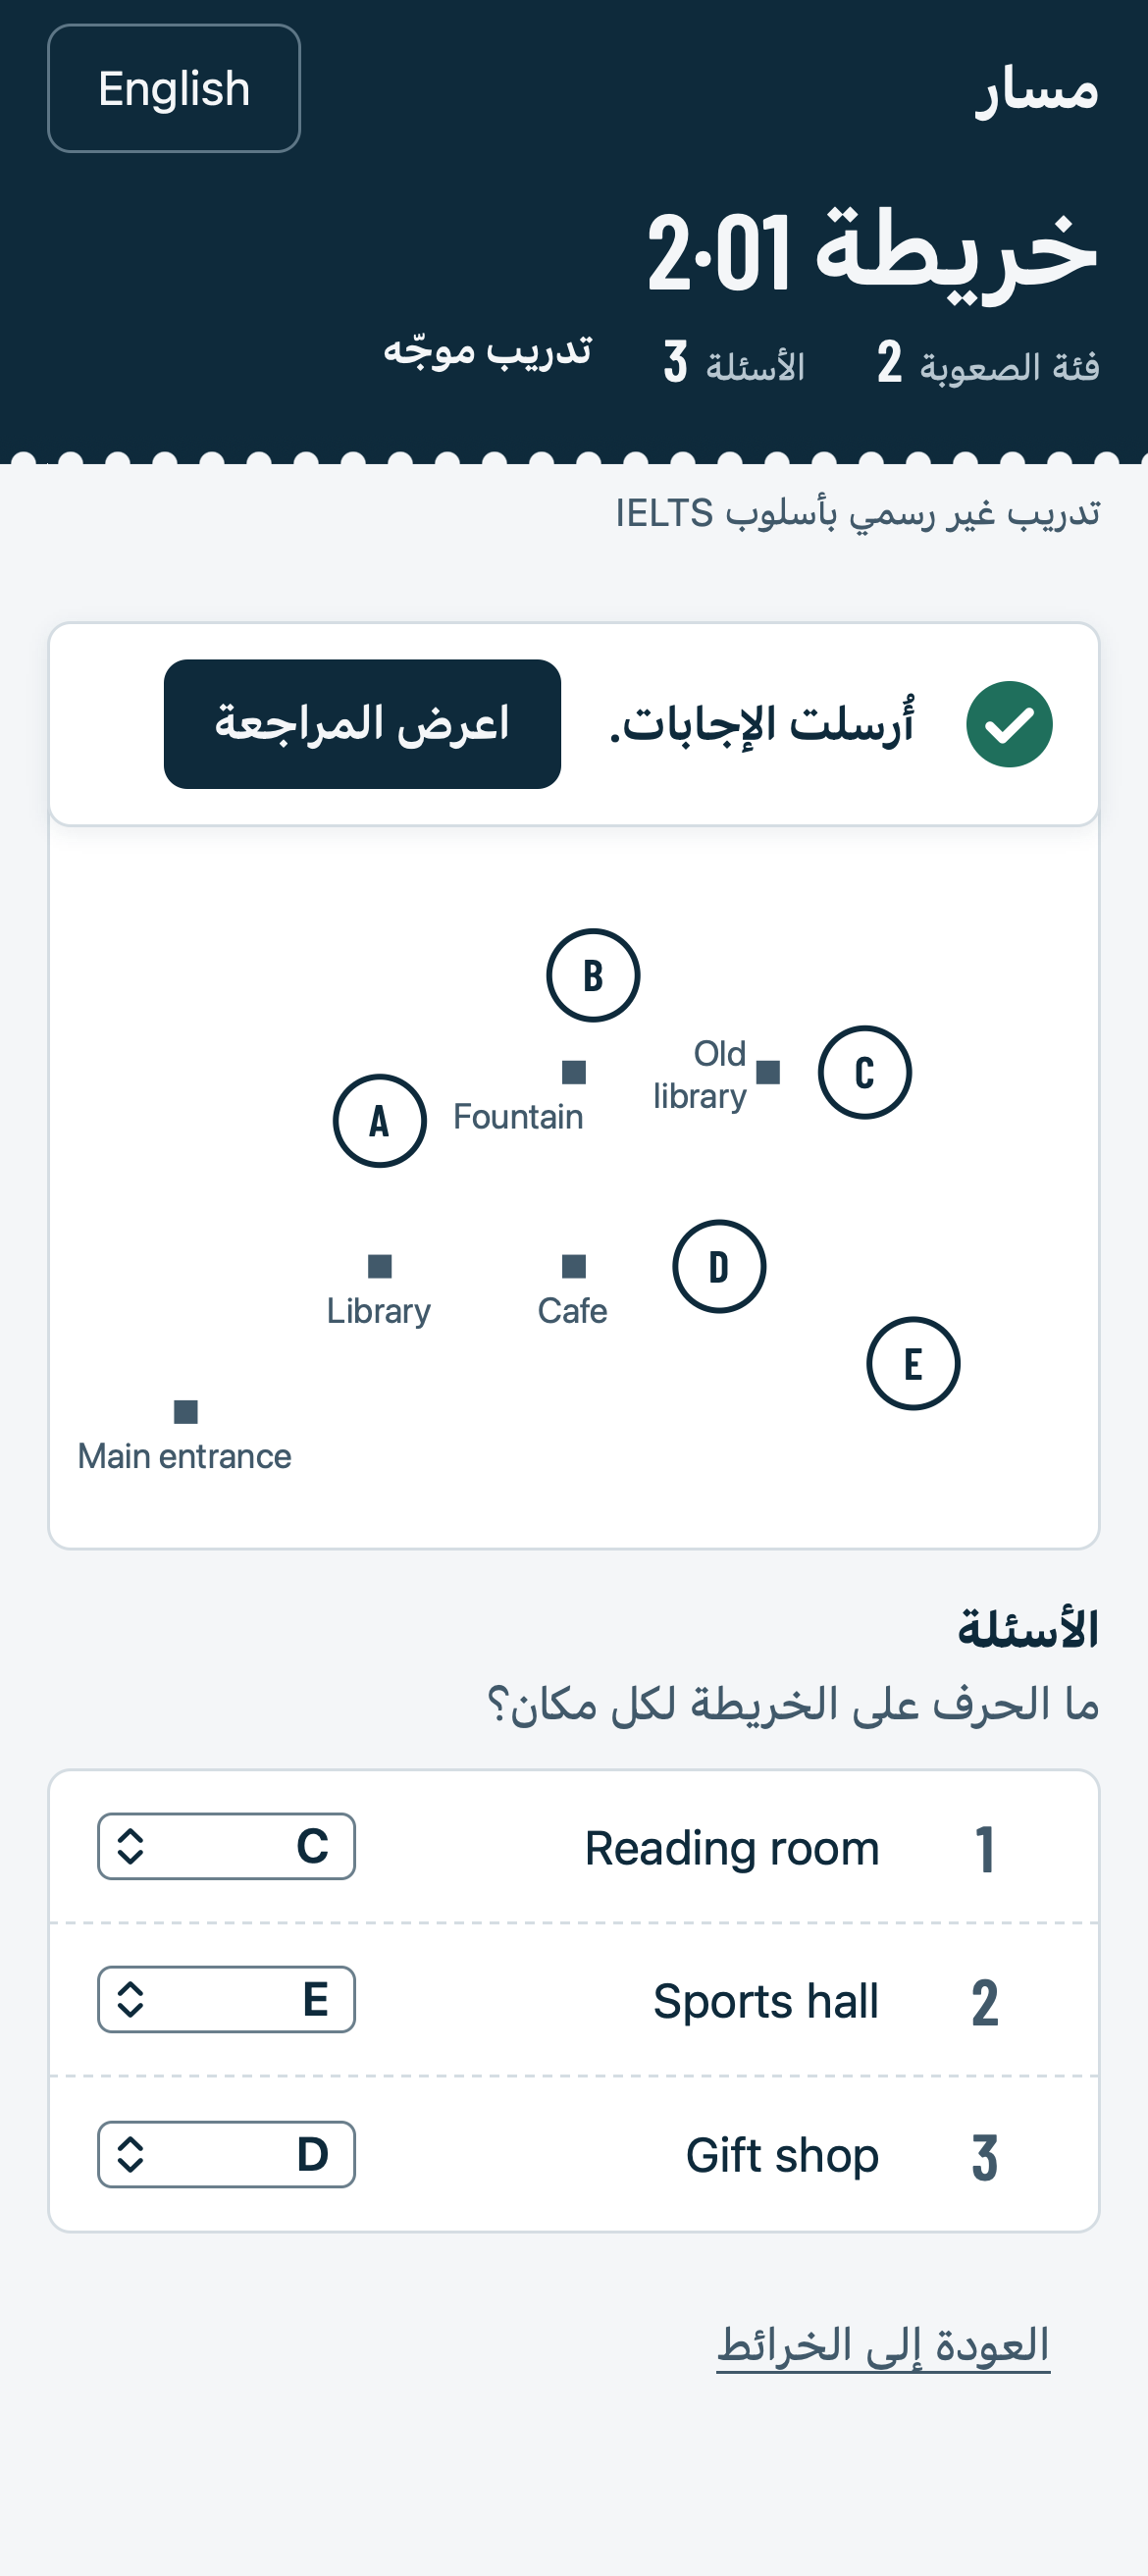 مسار
English
خريطة 2·01
فئة الصعوبة 2 الأسئلة 3 تدريب موجّه
تدريب غير رسمي بأسلوب IELTS
أُرسلت الإجابات. اعرض المراجعة
B
Old
library
C
A
Fountain
D
Library
Cafe
E
Main entrance
الأسئلة
ما الحرف على الخريطة لكل مكان؟
1 Reading room C
2 Sports hall E
3 Gift shop D
العودة إلى الخرائط